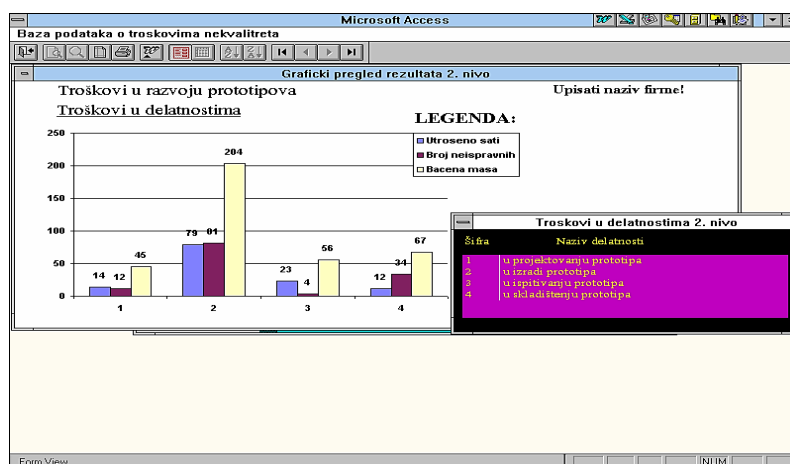 Microsoft Access
Baza podataka o troskovima nekvalitreta
Graficki pregled rezultata 2. nivo
Troškovi u razvoju prototipova
Upisati naziv firme!
Troškovi u delatnostima
LEGENDA:
Utroseno sati
Broj neispravnih
Bacena masa
250
200
150
100
50
0
14 12 45
79 81 204
23 4 56
12 34 67
1 2 3 4
Troskovi u delatnostima 2. nivo
Šifra Naziv delatnosti
1 u projektovanju prototipa
2 u izradi prototipa
3 u ispitivanju prototipa
4 u skladištenju prototipa
Form View NUM